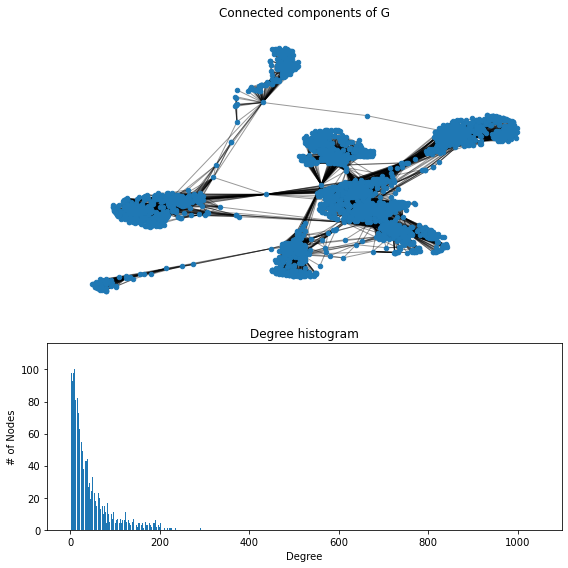 Connected components of G
Degree histogram
100
80
60
40
20
0
# of Nodes
0 200 400 600 800 1000
Degree